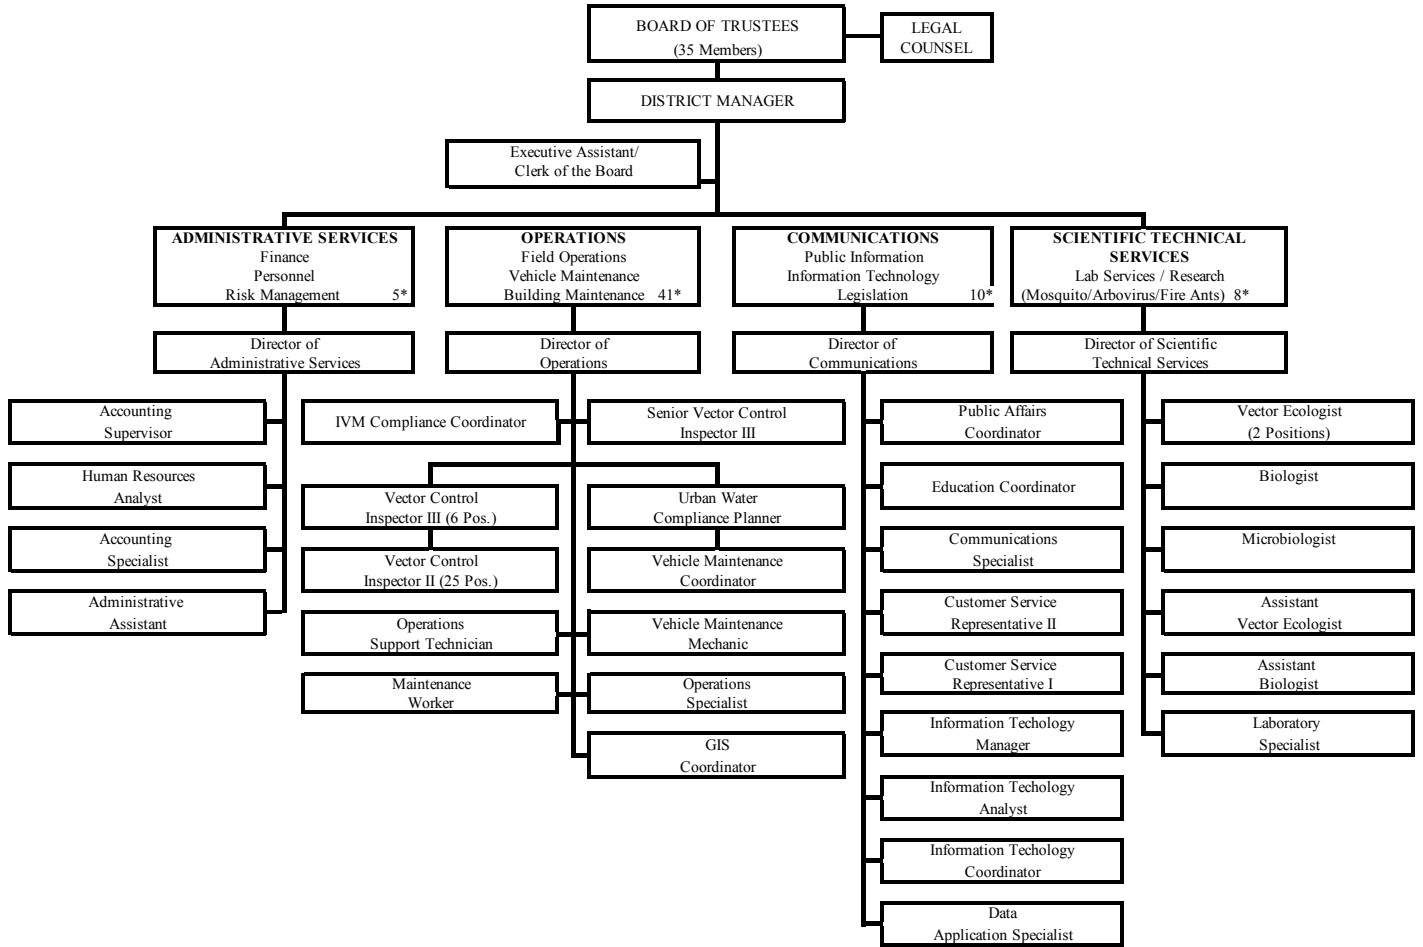 BOARD OF TRUSTEES
(35 Members)
LEGAL
COUNSEL
DISTRICT MANAGER
Executive Assistant/
Clerk of the Board
ADMINISTRATIVE SERVICES
Finance
Personnel
Risk Management 5*
OPERATIONS
Field Operations
Vehicle Maintenance
Building Maintenance 41*
COMMUNICATIONS
Public Information
Information Technology
Legislation 10*
SCIENTIFIC TECHNICAL
SERVICES
Lab Services / Research
(Mosquito/Arbovirus/Fire Ants) 8*
Director of
Administrative Services
Director of
Operations
Director of
Communications
Director of Scientific
Technical Services
Accounting
Supervisor
Human Resources
Analyst
Accounting
Specialist
Administrative
Assistant
IVM Compliance Coordinator
Senior Vector Control
Inspector III
Vector Control
Inspector III (6 Pos.)
Urban Water
Compliance Planner
Vector Control
Inspector II (25 Pos.)
Vehicle Maintenance
Coordinator
Operations
Support Technician
Vehicle Maintenance
Mechanic
Maintenance
Worker
Operations
Specialist
GIS
Coordinator
Public Affairs
Coordinator
Education Coordinator
Communications
Specialist
Customer Service
Representative II
Customer Service
Representative I
Information Techology
Manager
Information Techology
Analyst
Information Techology
Coordinator
Data
Application Specialist
Vector Ecologist
(2 Positions)
Biologist
Microbiologist
Assistant
Vector Ecologist
Assistant
Biologist
Laboratory
Specialist